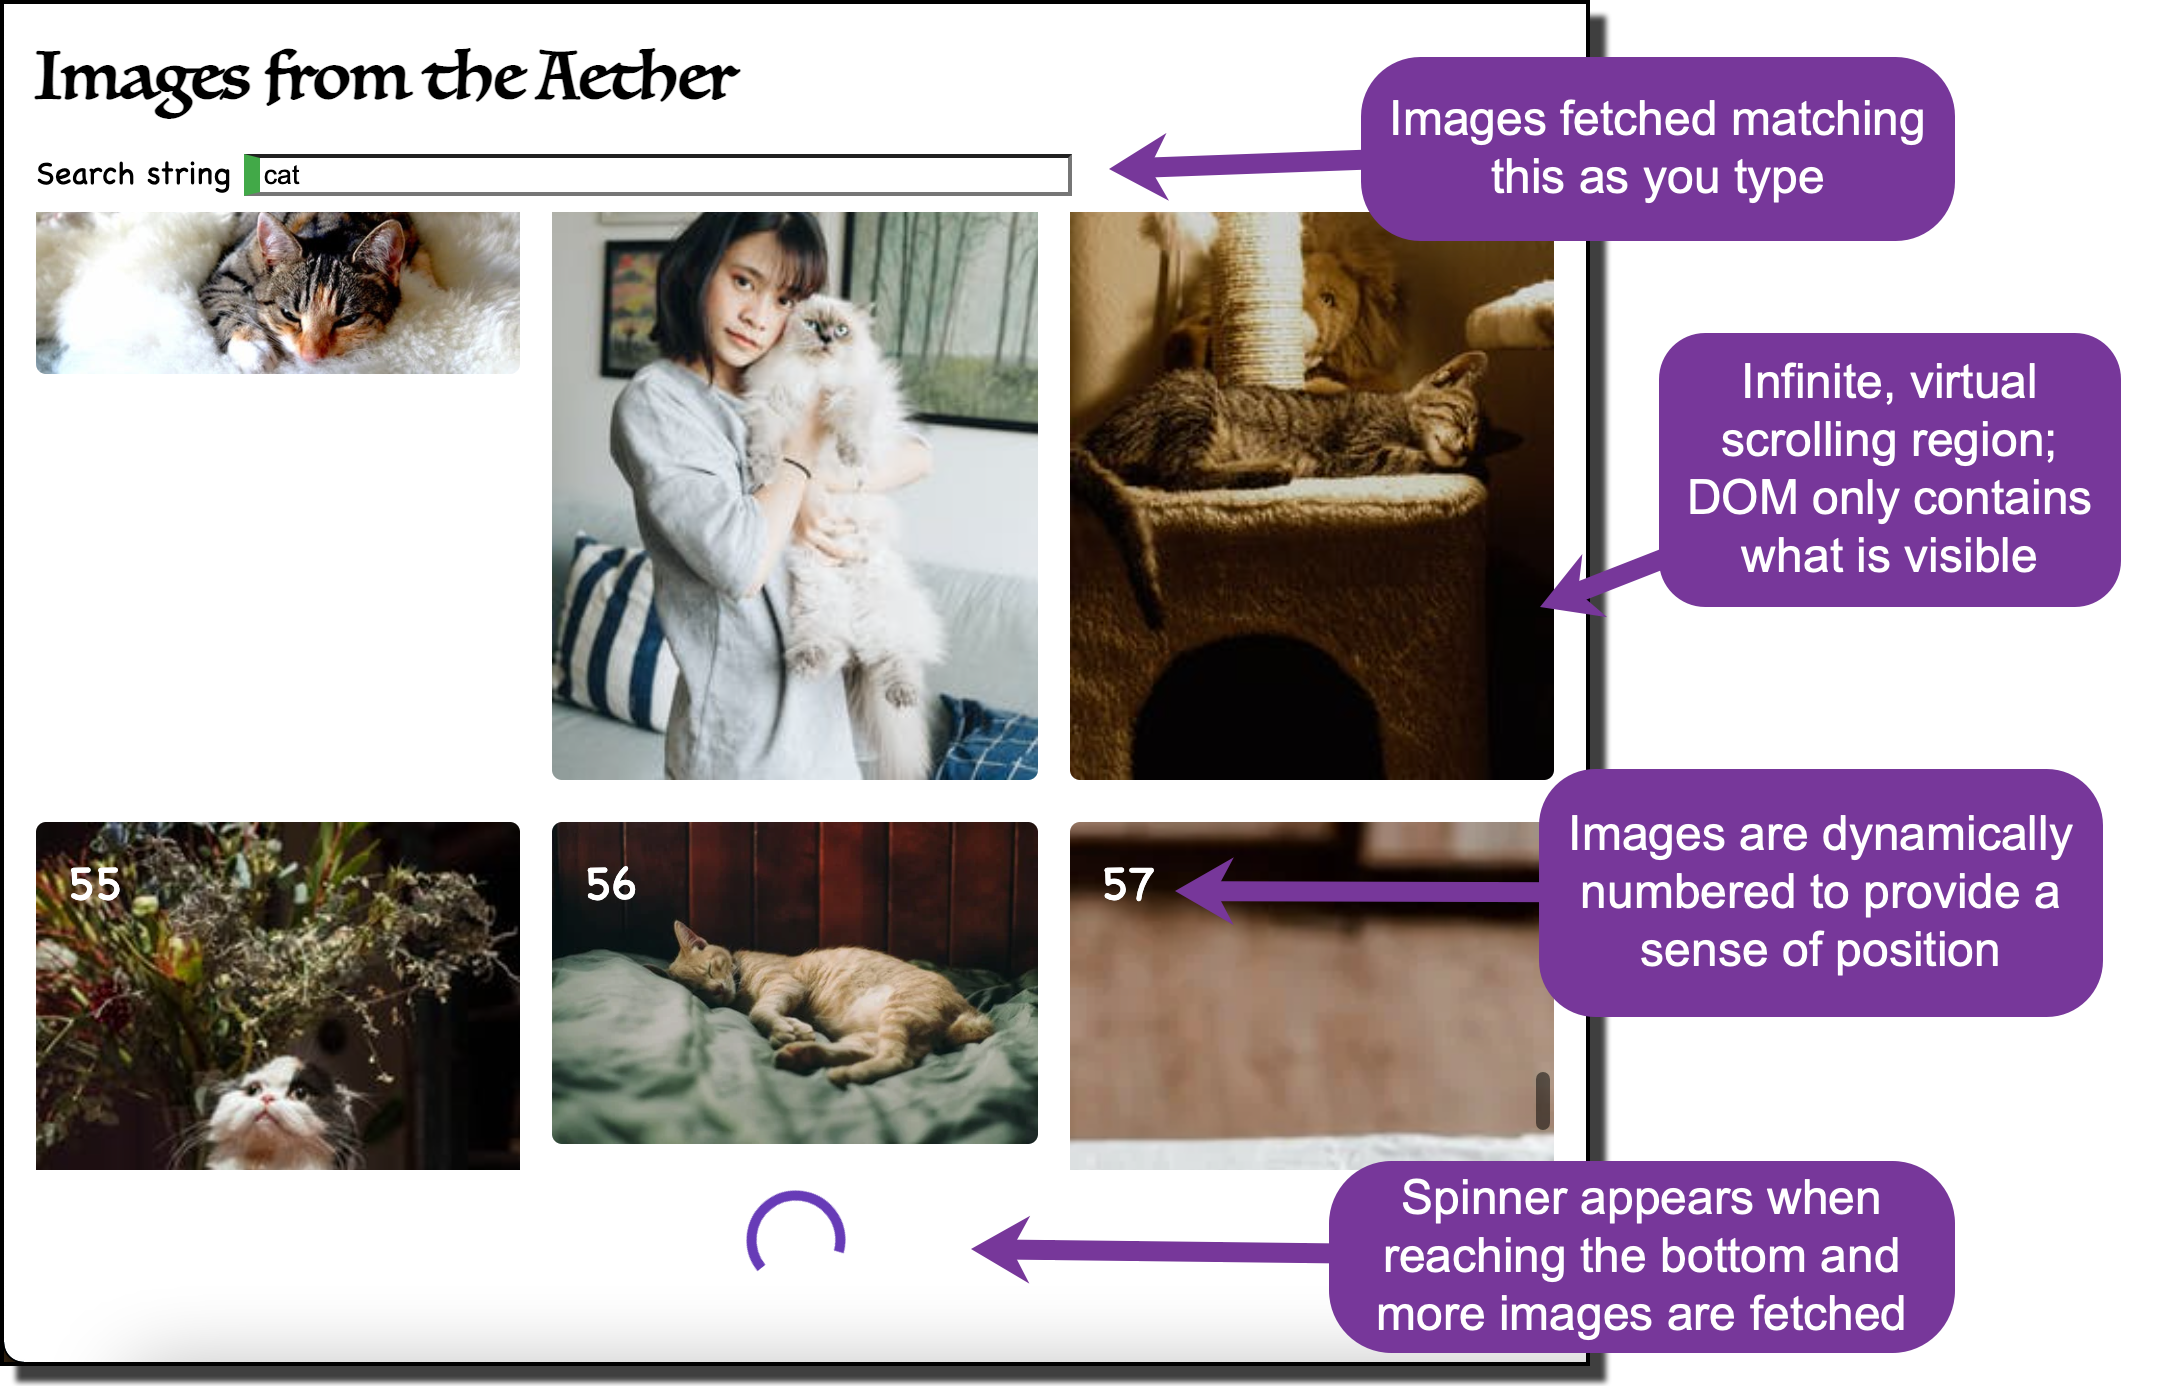 Images from the Aether
Images fetched matching
this as you type
Search string cat
Infinite, virtual
scrolling region;
DOM only contains
what is visible
Images are dynamically
numbered to provide a
sense of position
55
56
57
Spinner appears when
reaching the bottom and
more images are fetched